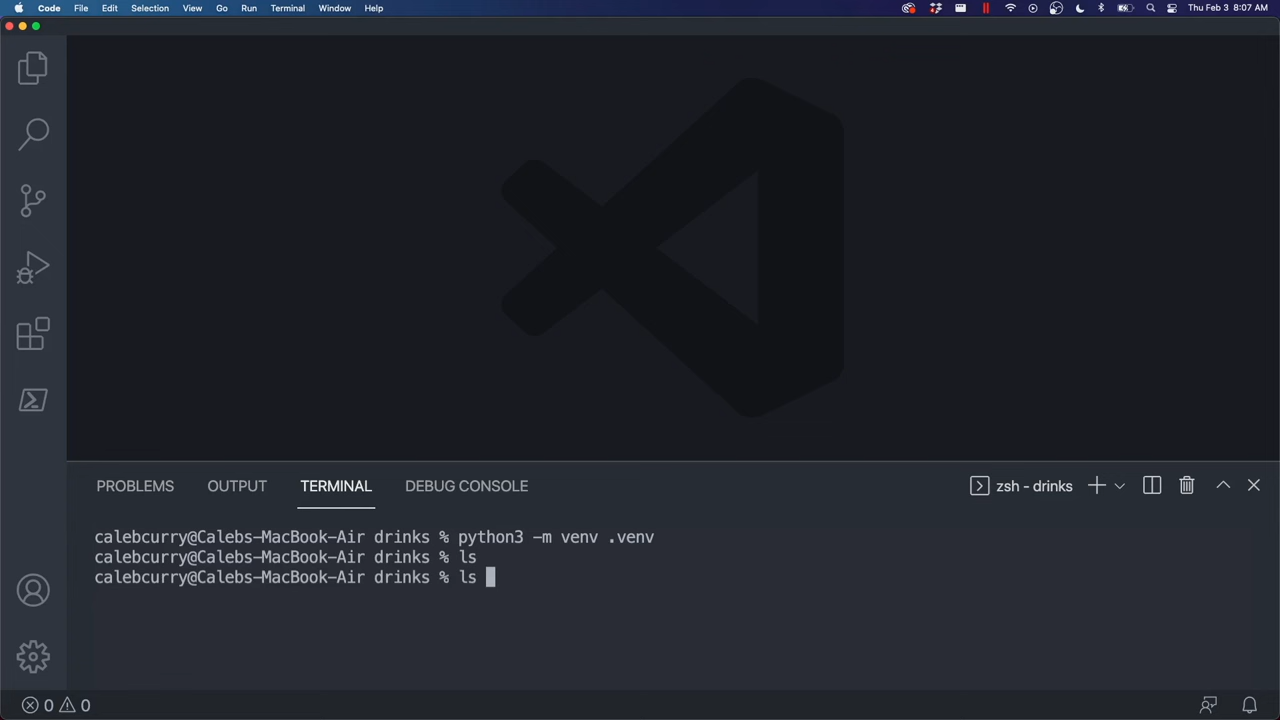 Code File Edit Selection View Go Run Terminal Window Help Thu Feb 3 8:07 AM
PROBLEMS OUTPUT TERMINAL DEBUG CONSOLE zsh - drinks
calebcurry@Calebs-MacBook-Air drinks % python3 -m venv .venv
calebcurry@Calebs-MacBook-Air drinks % ls
calebcurry@Calebs-MacBook-Air drinks % ls
0 0